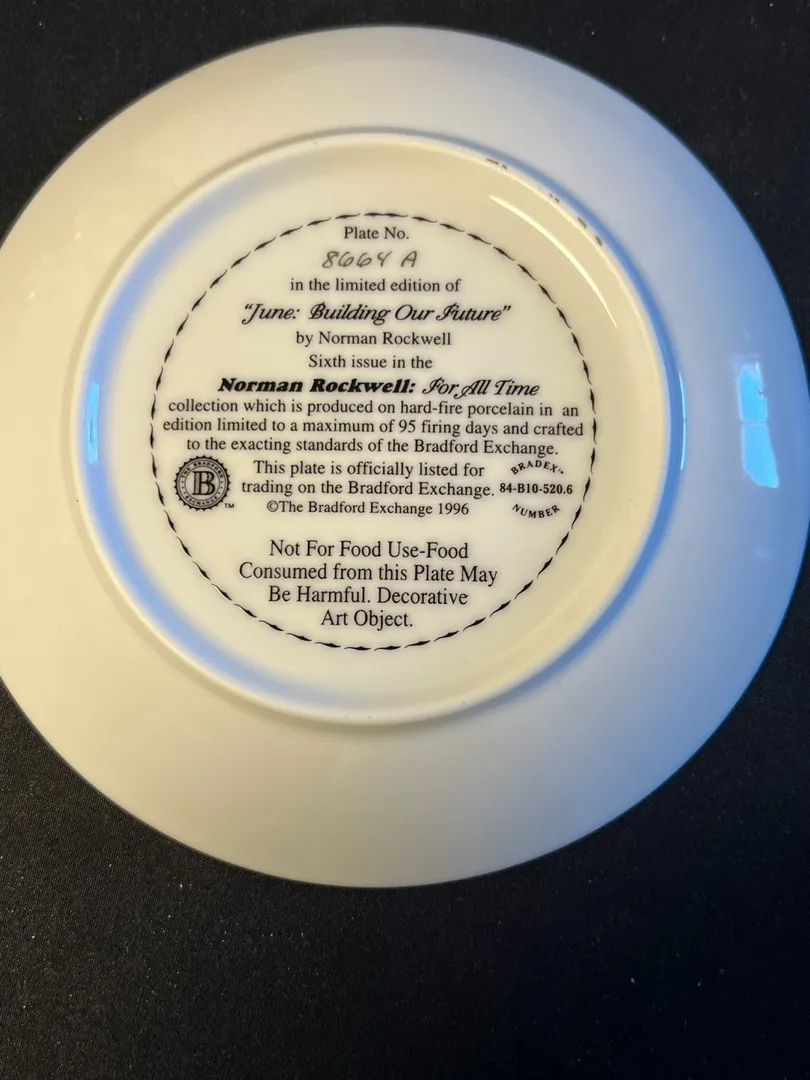 Plate No.
8664 A
in the limited edition of
"June: Building Our Future"
by Norman Rockwell
Sixth issue in the
Norman Rockwell: For All Time
collection which is produced on hard-fire porcelain in an
edition limited to a maximum of 95 firing days and crafted
to the exacting standards of the Bradford Exchange.
This plate is officially listed for
trading on the Bradford Exchange.
©The Bradford Exchange 1996
THE BRADFORD
B
EXCHANGE
TM
BRADEX
84-B10-520.6
NUMBER
Not For Food Use-Food
Consumed from this Plate May
Be Harmful. Decorative
Art Object.